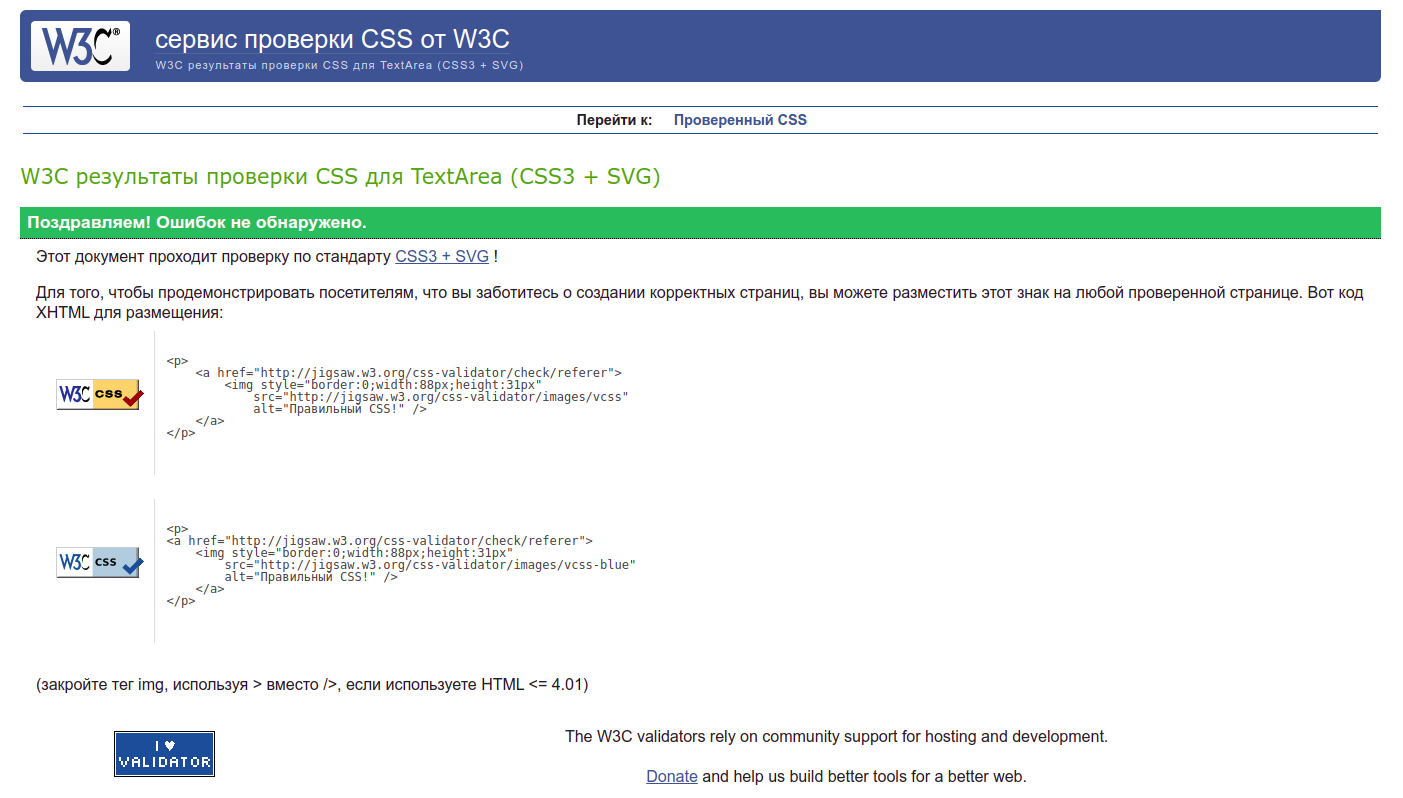 W3C®
сервис проверки CSS от W3C
W3C результаты проверки CSS для TextArea (CSS3 + SVG)
Перейти к: Проверенный CSS
W3C результаты проверки CSS для TextArea (CSS3 + SVG)
Поздравляем! Ошибок не обнаружено.
Этот документ проходит проверку по стандарту CSS3 + SVG !
Для того, чтобы продемонстрировать посетителям, что вы заботитесь о создании корректных страниц, вы можете разместить этот знак на любой проверенной странице. Вот код
XHTML для размещения:
W3C css
<p>
    <a href="http://jigsaw.w3.org/css-validator/check/referer">
        <img style="border:0;width:88px;height:31px"
            src="http://jigsaw.w3.org/css-validator/images/vcss"
            alt="Правильный CSS!" />
    </a>
</p>
W3C css
<p>
<a href="http://jigsaw.w3.org/css-validator/check/referer">
    <img style="border:0;width:88px;height:31px"
        src="http://jigsaw.w3.org/css-validator/images/vcss-blue"
        alt="Правильный CSS!" />
    </a>
</p>
(закройте тег img, используя > вместо />, если используете HTML <= 4.01)
I ♥
VALIDATOR
The W3C validators rely on community support for hosting and development.
Donate and help us build better tools for a better web.